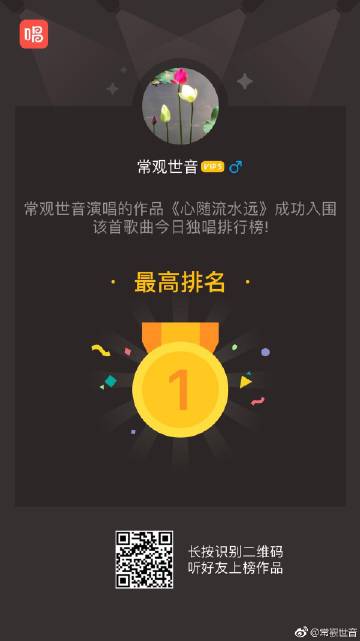 唱
常观世音 VIP5
常观世音演唱的作品《心随流水远》成功入围
该首歌曲今日独唱排行榜!
· 最高排名 ·
1
长按识别二维码
听好友上榜作品
@常觀世音